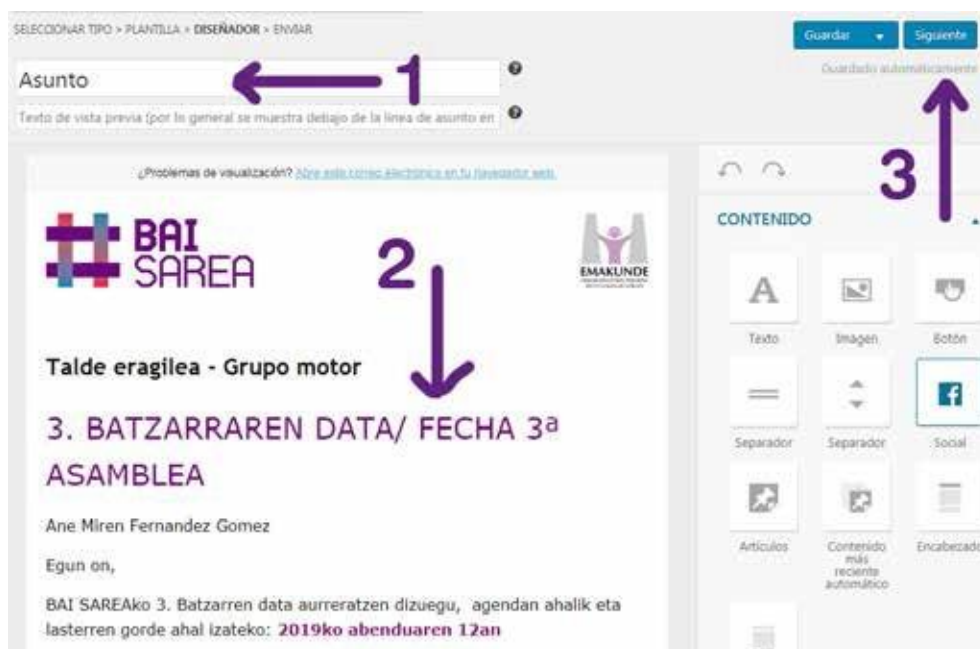 SELECCIONAR TIPO > PLANTILLA > DISEÑADOR > ENVIAR
Guardar
Siguiente
Guardado automáticamente
Asunto
1
Texto de vista previa (por lo general se muestra debajo de la línea de asunto en
3
¿Problemas de visualización? Abre este correo electrónico en tu navegador web.
CONTENIDO
BAI
SAREA
2
EMAKUNDE
Texto
Imagen
Botón
Talde eragilea - Grupo motor
3. BATZARRAREN DATA/ FECHA 3ª
ASAMBLEA
Separador
Separador
Social
Ane Miren Fernandez Gomez
Egun on,
Artículos
Contenido
más
reciente
automático
Encabezado
BAI SAREAko 3. Batzarren data aurreratzen dizuegu, agendan ahalik eta
lasterren gorde ahal izateko: 2019ko abenduaren 12an